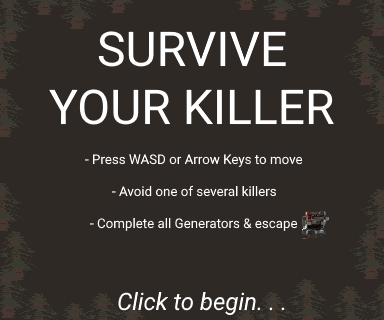 SURVIVE
YOUR KILLER
- Press WASD or Arrow Keys to move
- Avoid one of several killers
- Complete all Generators & escape
Click to begin. . .